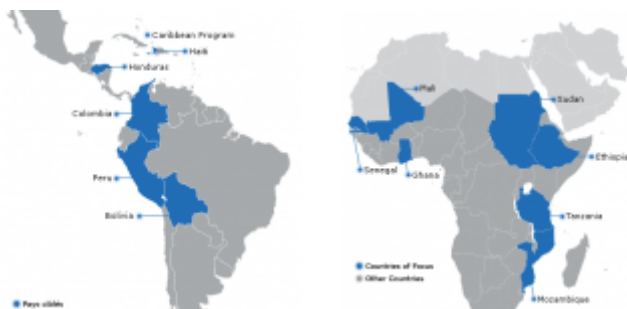 Caribbean Program
Haiti
Honduras
Colombia
Peru
Bolivia
Pays ciblés
Mali
Sudan
Ethiopia
Senegal
Ghana
Tanzania
Countries of Focus
Other Countries
Mozambique